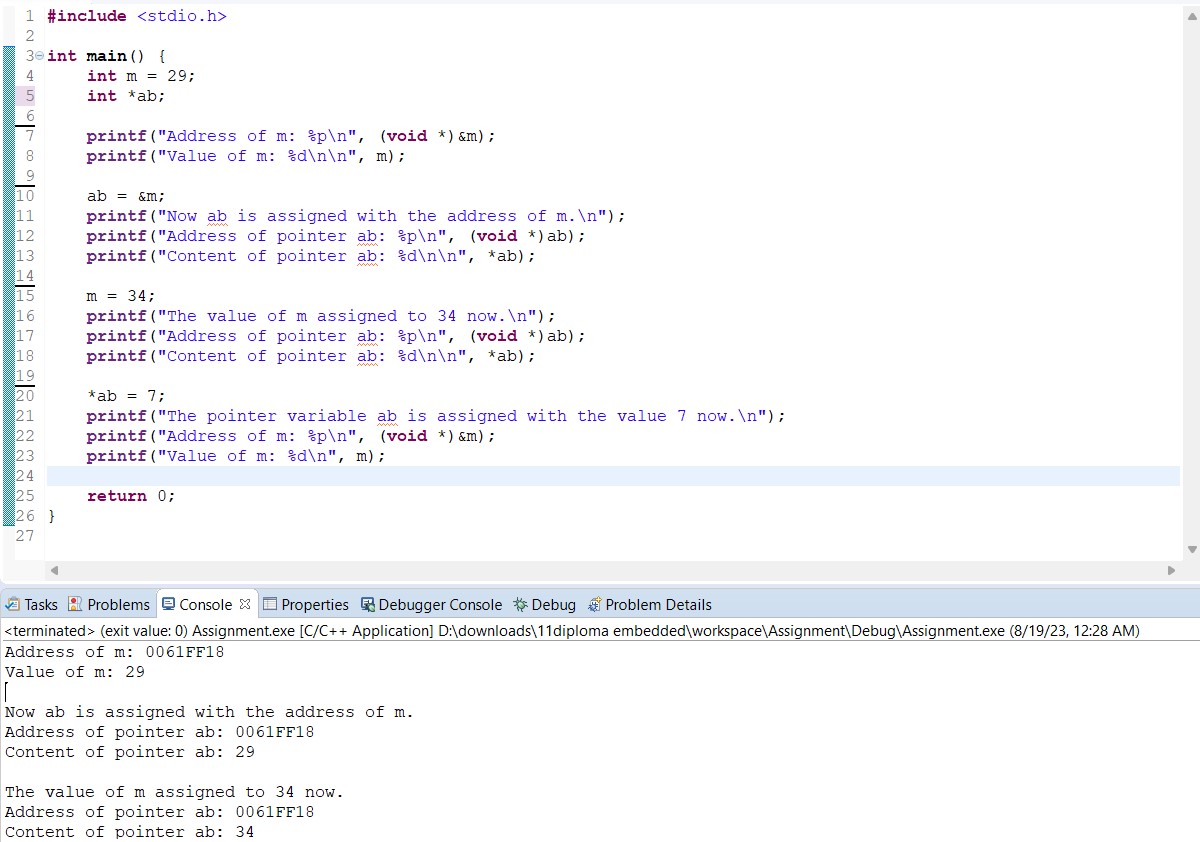 1 #include <stdio.h>
2
3 int main() {
4     int m = 29;
5     int *ab;
6
7     printf("Address of m: %p\n", (void *)&m);
8     printf("Value of m: %d\n\n", m);
9
10     ab = &m;
11     printf("Now ab is assigned with the address of m.\n");
12     printf("Address of pointer ab: %p\n", (void *)ab);
13     printf("Content of pointer ab: %d\n\n", *ab);
14
15     m = 34;
16     printf("The value of m assigned to 34 now.\n");
17     printf("Address of pointer ab: %p\n", (void *)ab);
18     printf("Content of pointer ab: %d\n\n", *ab);
19
20     *ab = 7;
21     printf("The pointer variable ab is assigned with the value 7 now.\n");
22     printf("Address of m: %p\n", (void *)&m);
23     printf("Value of m: %d\n", m);
24
25     return 0;
26 }
27
Tasks Problems Console Properties Debugger Console Debug Problem Details
<terminated> (exit value: 0) Assignment.exe [C/C++ Application] D:\downloads\11diploma embedded\workspace\Assignment\Debug\Assignment.exe (8/19/23, 12:28 AM)
Address of m: 0061FF18
Value of m: 29

Now ab is assigned with the address of m.
Address of pointer ab: 0061FF18
Content of pointer ab: 29

The value of m assigned to 34 now.
Address of pointer ab: 0061FF18
Content of pointer ab: 34